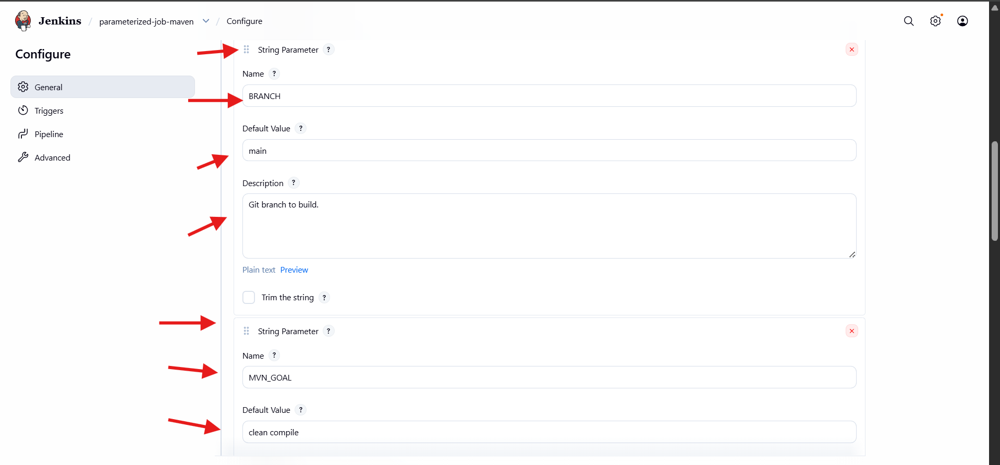 Jenkins / parameterized-job-maven / Configure
Configure
General
Triggers
Pipeline
Advanced
String Parameter ?
Name ?
BRANCH
Default Value ?
main
Description ?
Git branch to build.
Plain text Preview
Trim the string ?
String Parameter ?
Name ?
MVN_GOAL
Default Value ?
clean compile